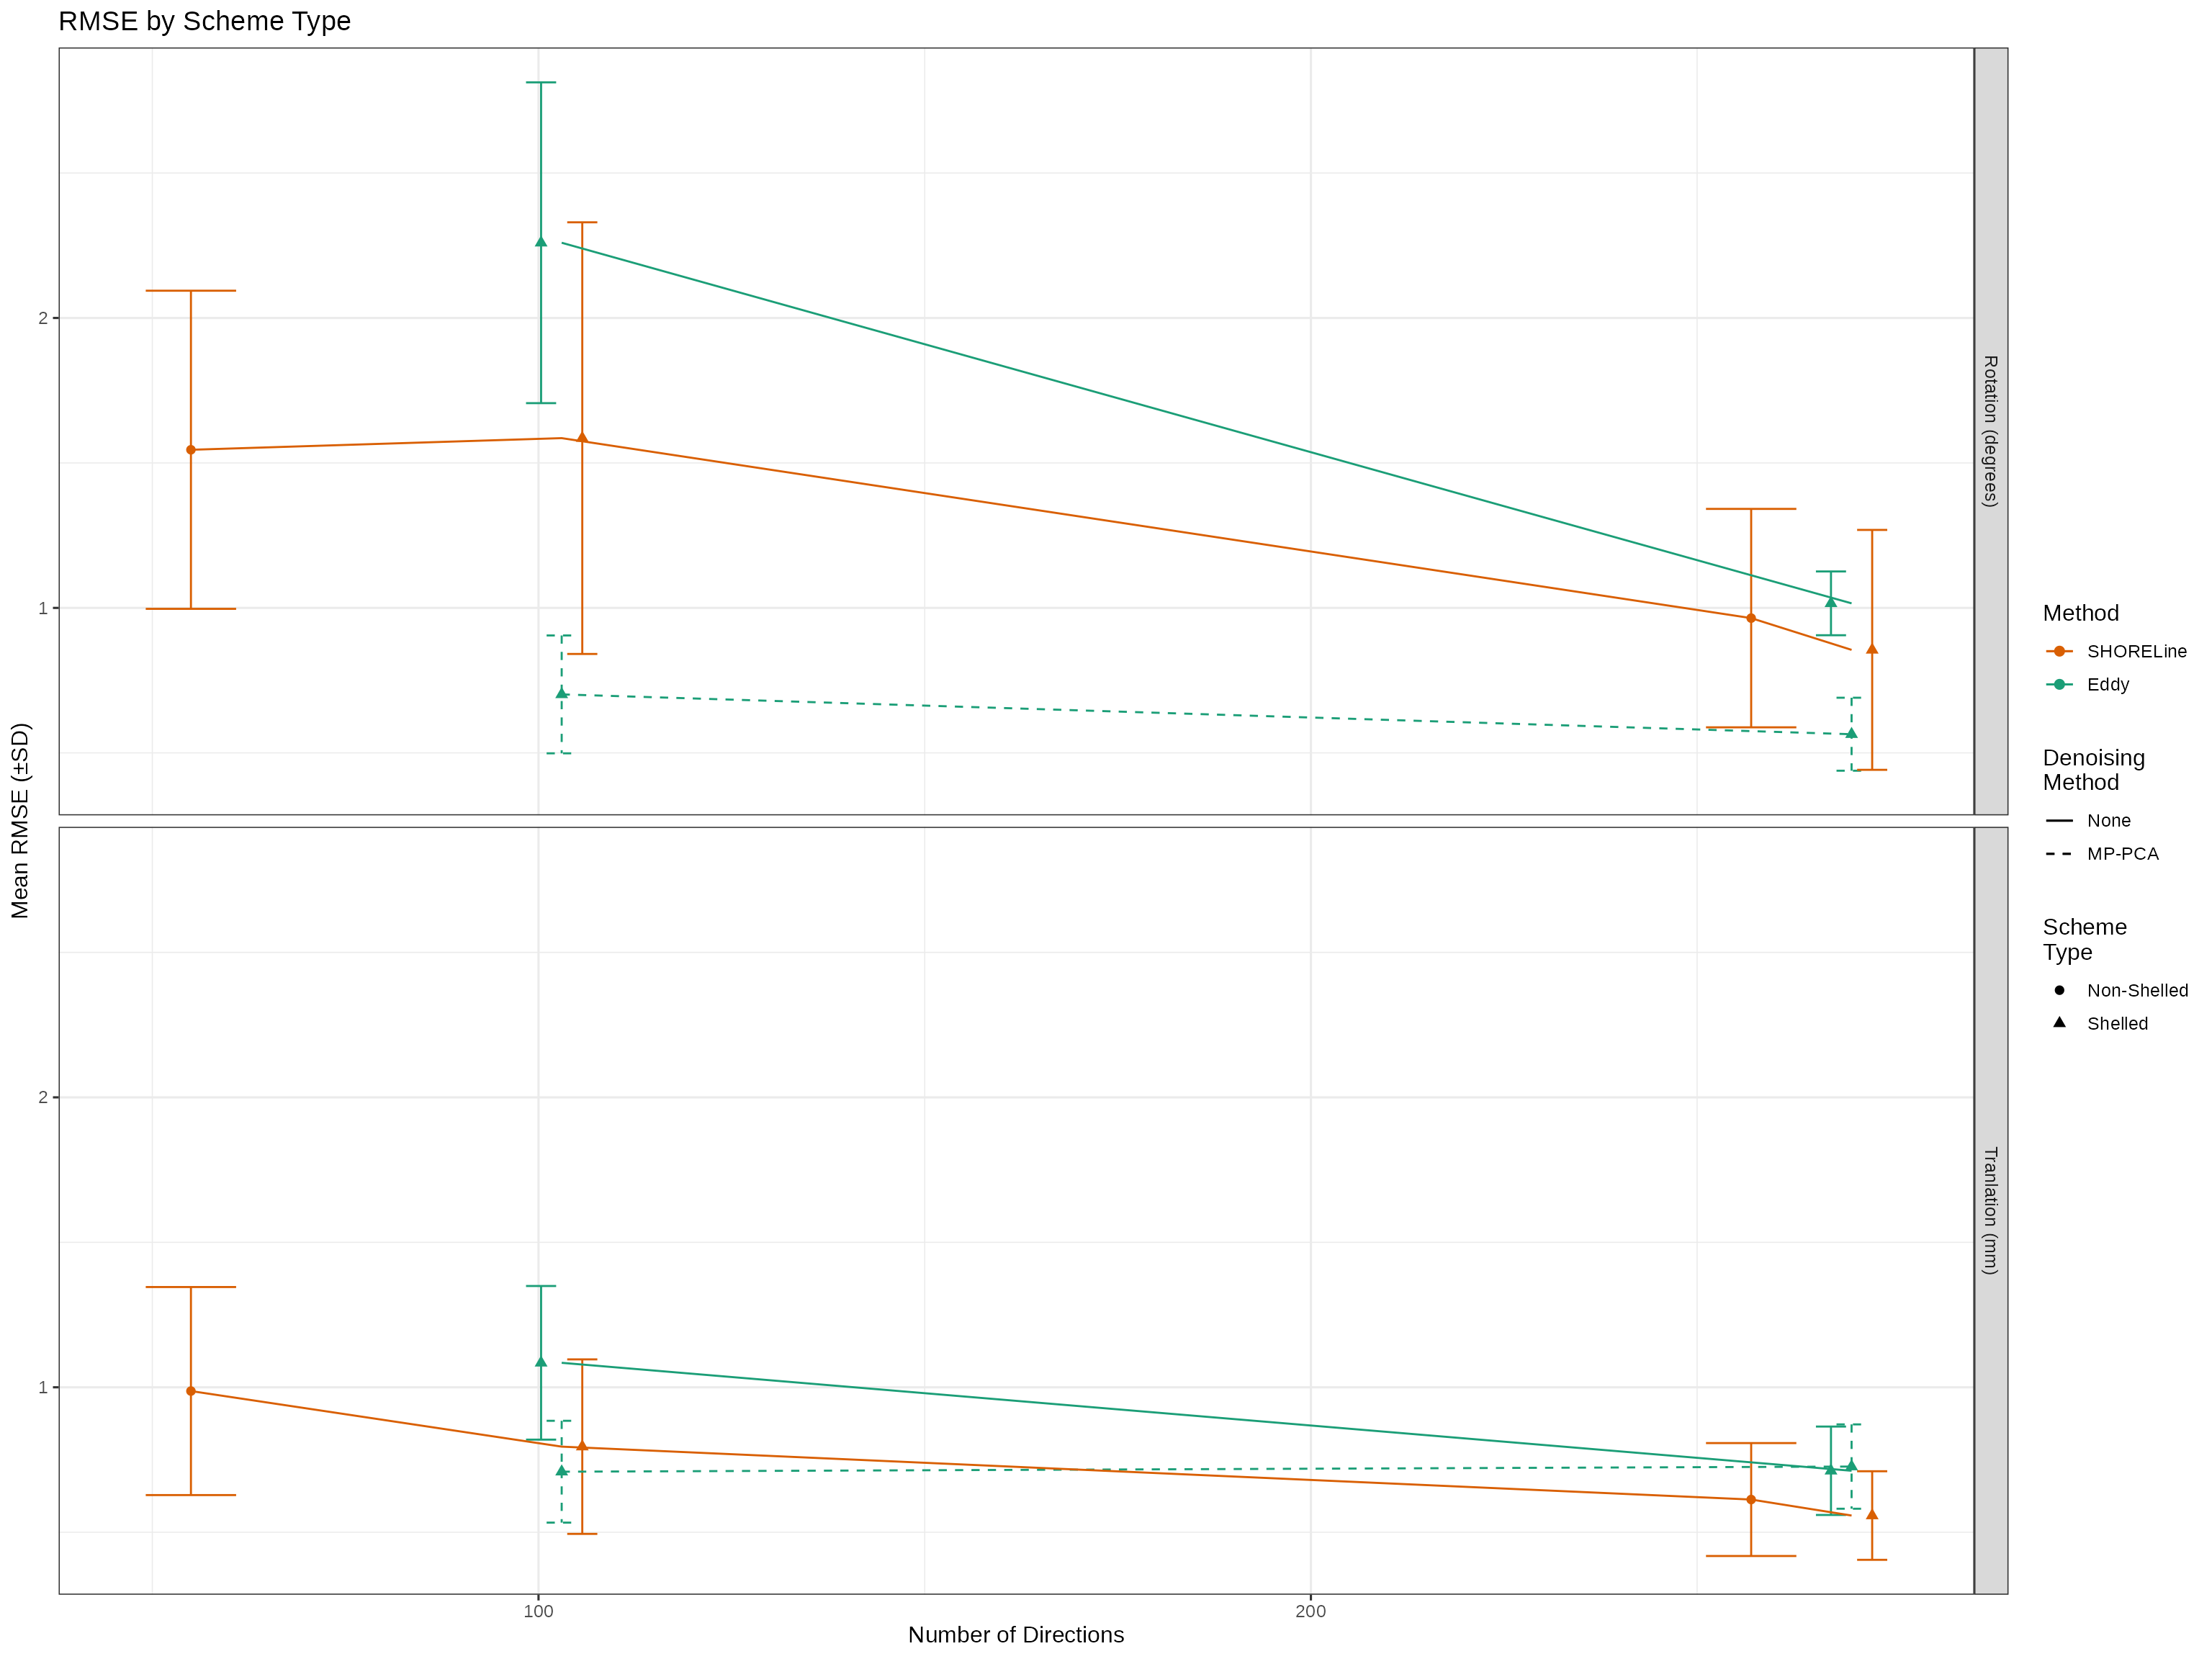 RMSE by Scheme Type
Mean RMSE (±SD)
2
1
Rotation (degrees)
2
1
Tranlation (mm)
100
200
Number of Directions
Method
SHORELine
Eddy
Denoising
Method
None
MP-PCA
Scheme
Type
Non-Shelled
Shelled